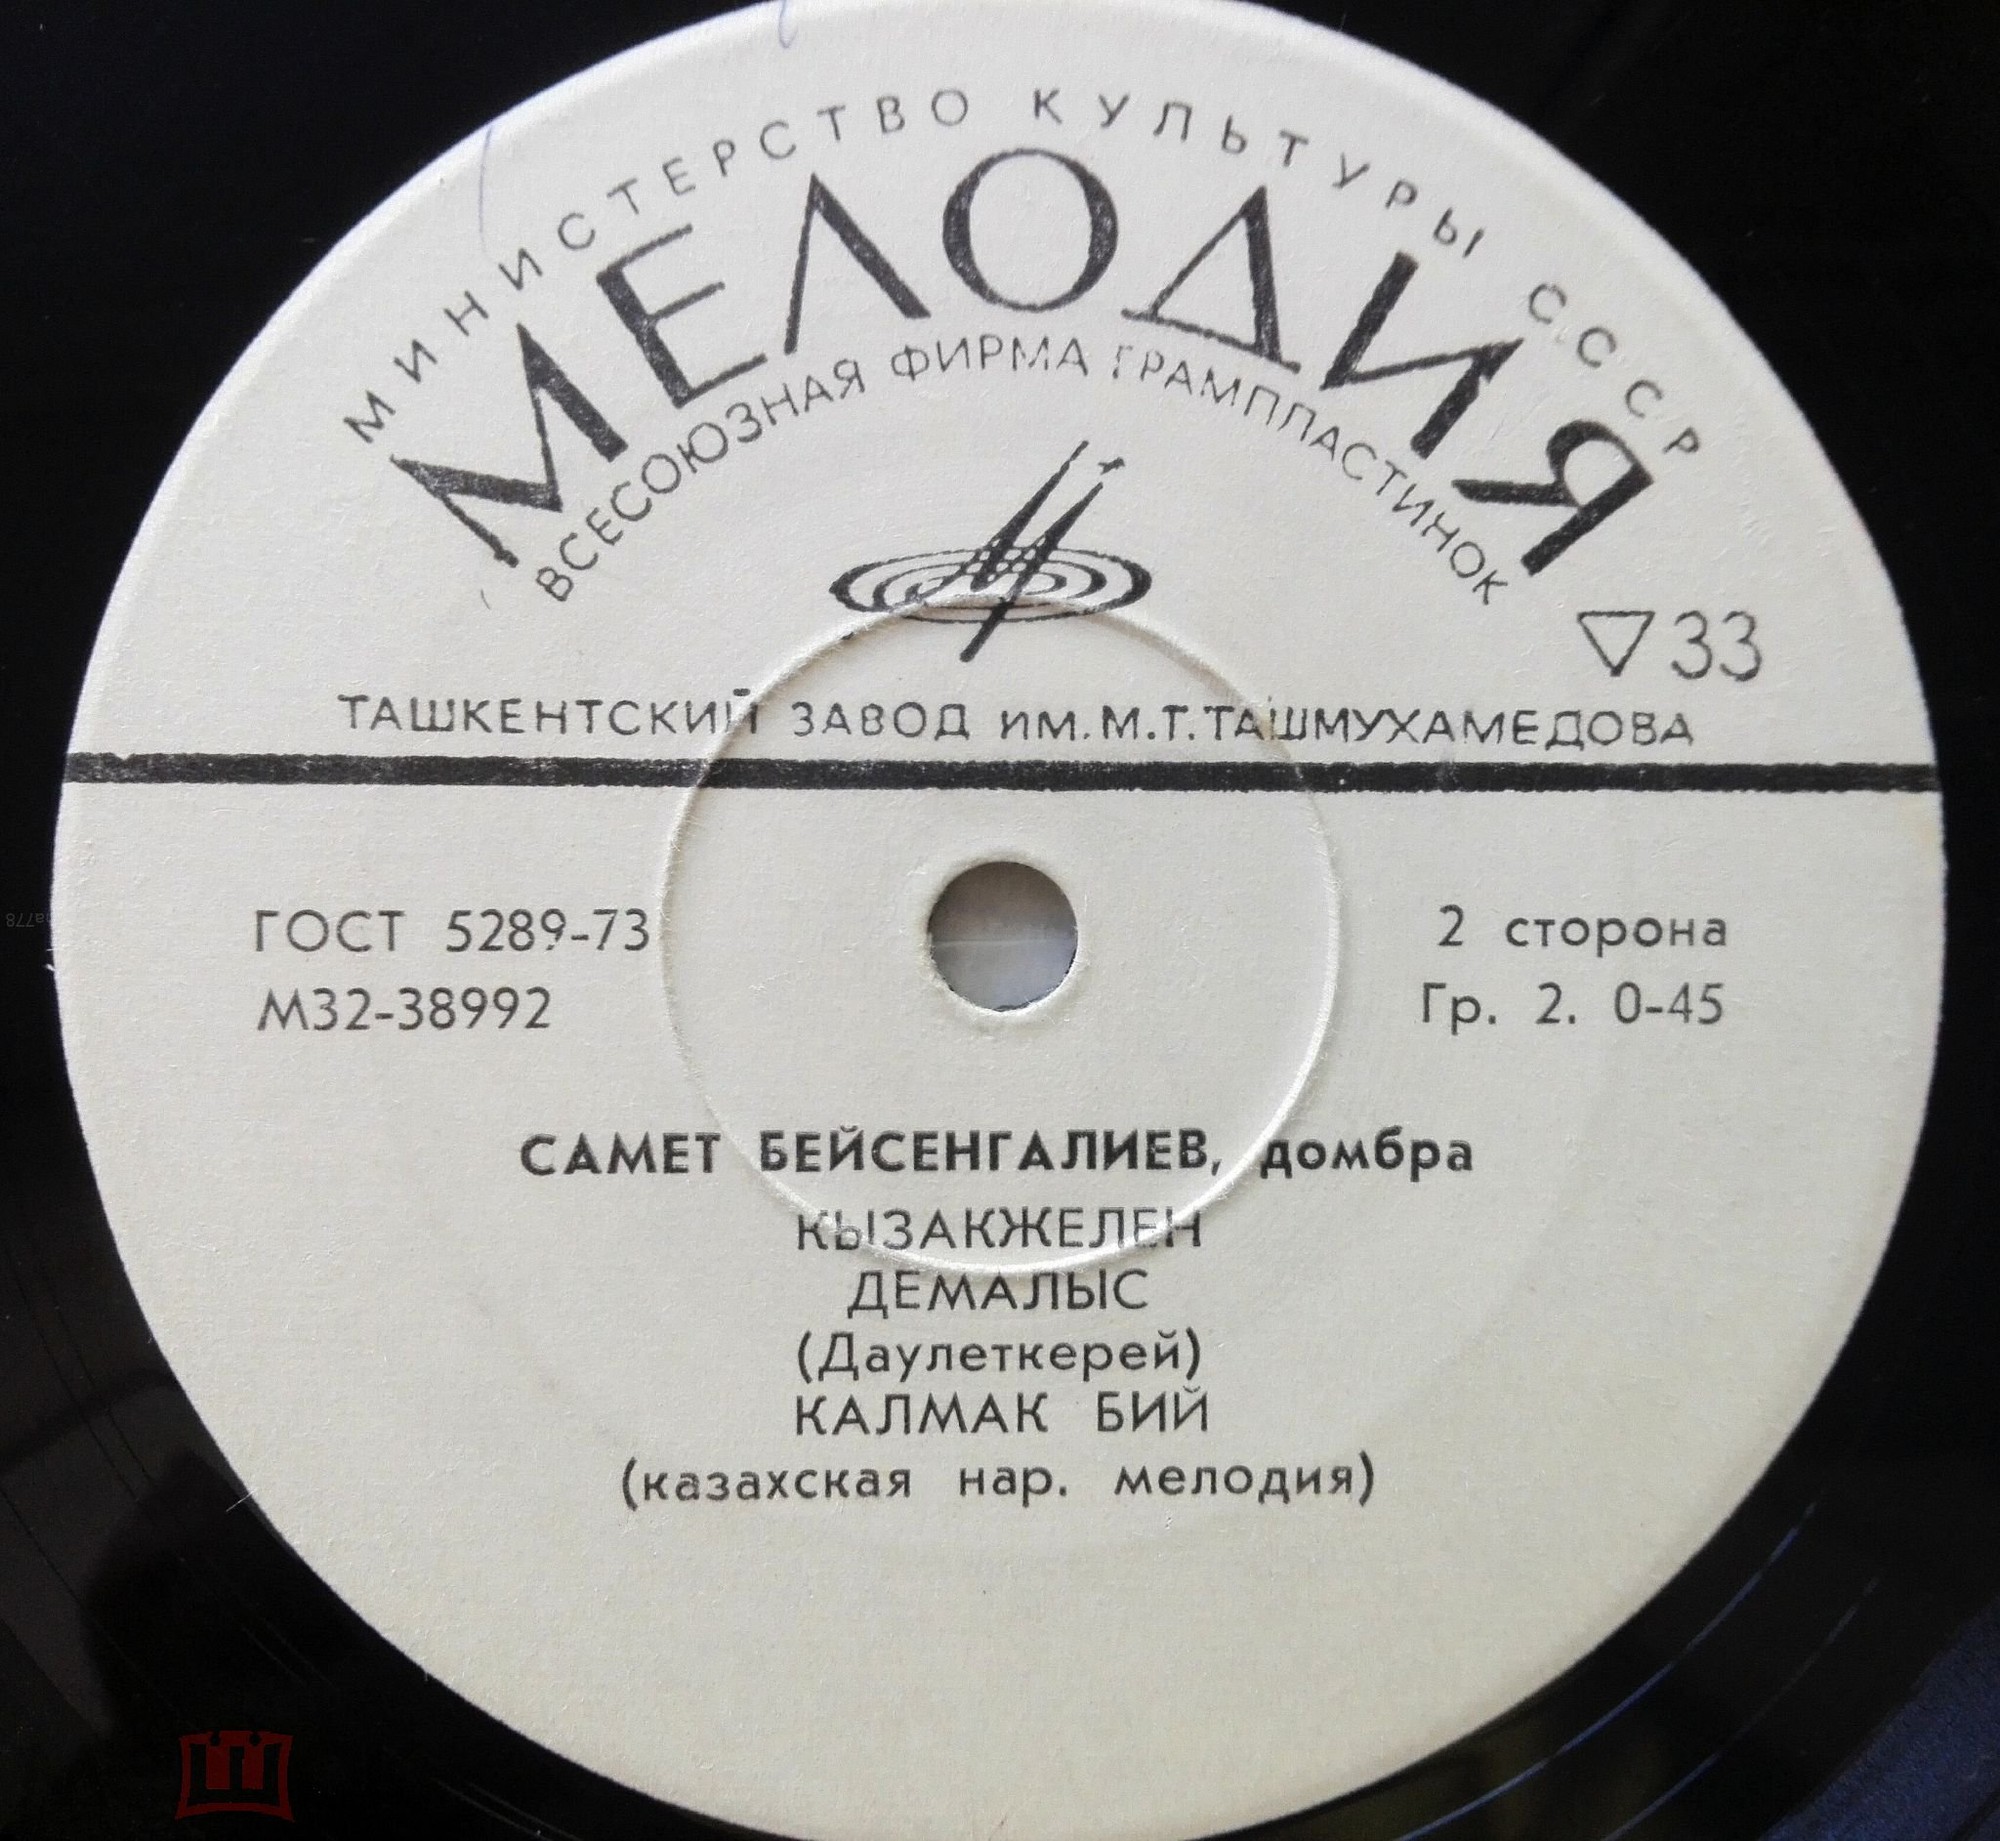 МИНИСТЕРСТВО КУЛЬТУРЫ СССР
МЕЛОДИЯ
ВСЕСОЮЗНАЯ ФИРМА ГРАМПЛАСТИНОК
▽33
ТАШКЕНТСКИЙ ЗАВОД ИМ. М.Т. ТАШМУХАМЕДОВА
ГОСТ 5289-73
М32-38992
2 сторона
Гр. 2. 0-45
САМЕТ БЕЙСЕНГАЛИЕВ, домбра
КЫЗАКЖЕЛЕН
ДЕМАЛЫС
(Даулеткерей)
КАЛМАК БИЙ
(казахская нар. мелодия)